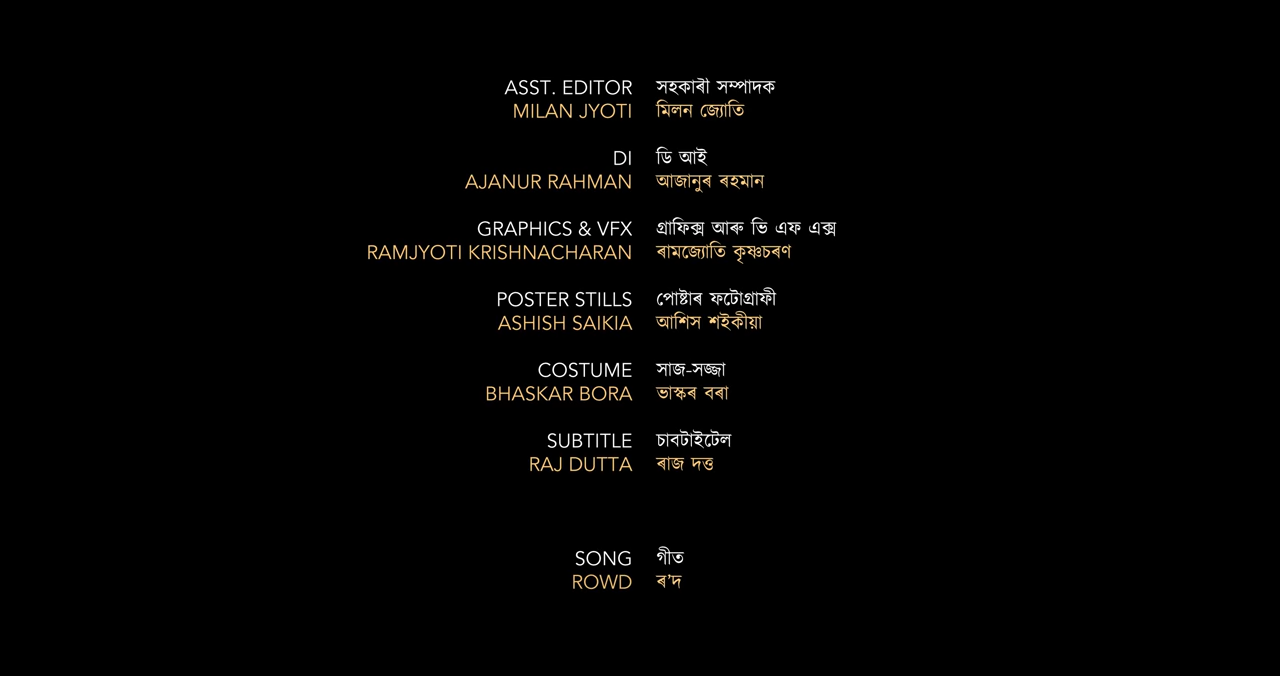 ASST. EDITOR সহকাৰী সম্পাদক
MILAN JYOTI মিলন জ্যোতি
DI ডি আই
AJANUR RAHMAN আজানুৰ ৰহমান
GRAPHICS & VFX গ্ৰাফিক্স আৰু ভি এফ এক্স
RAMJYOTI KRISHNACHARAN ৰামজ্যোতি কৃষ্ণচৰণ
POSTER STILLS পোষ্টাৰ ফটোগ্ৰাফী
ASHISH SAIKIA আশিস শইকীয়া
COSTUME সাজ-সজ্জা
BHASKAR BORA ভাস্কৰ বৰা
SUBTITLE চাবটাইটেল
RAJ DUTTA ৰাজ দত্ত
SONG গীত
ROWD ৰ’দ